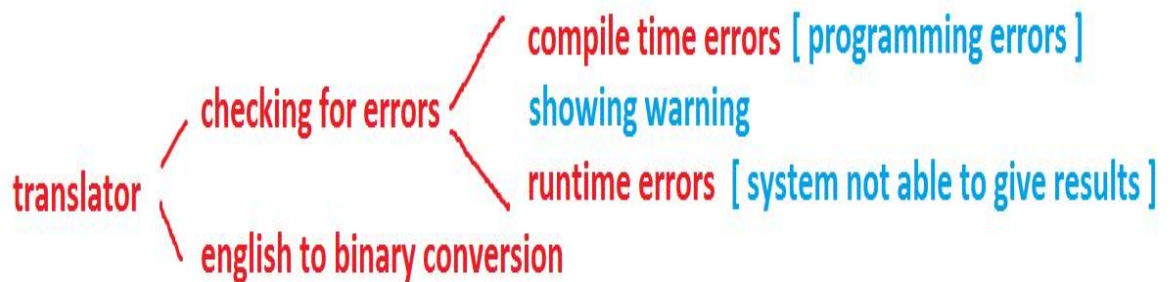 compile time errors [ programming errors ]
checking for errors
showing warning
translator
runtime errors [ system not able to give results ]
english to binary conversion